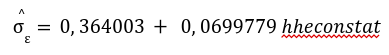 σ̂ε = 0,364003 + 0,0699779 hheconstat